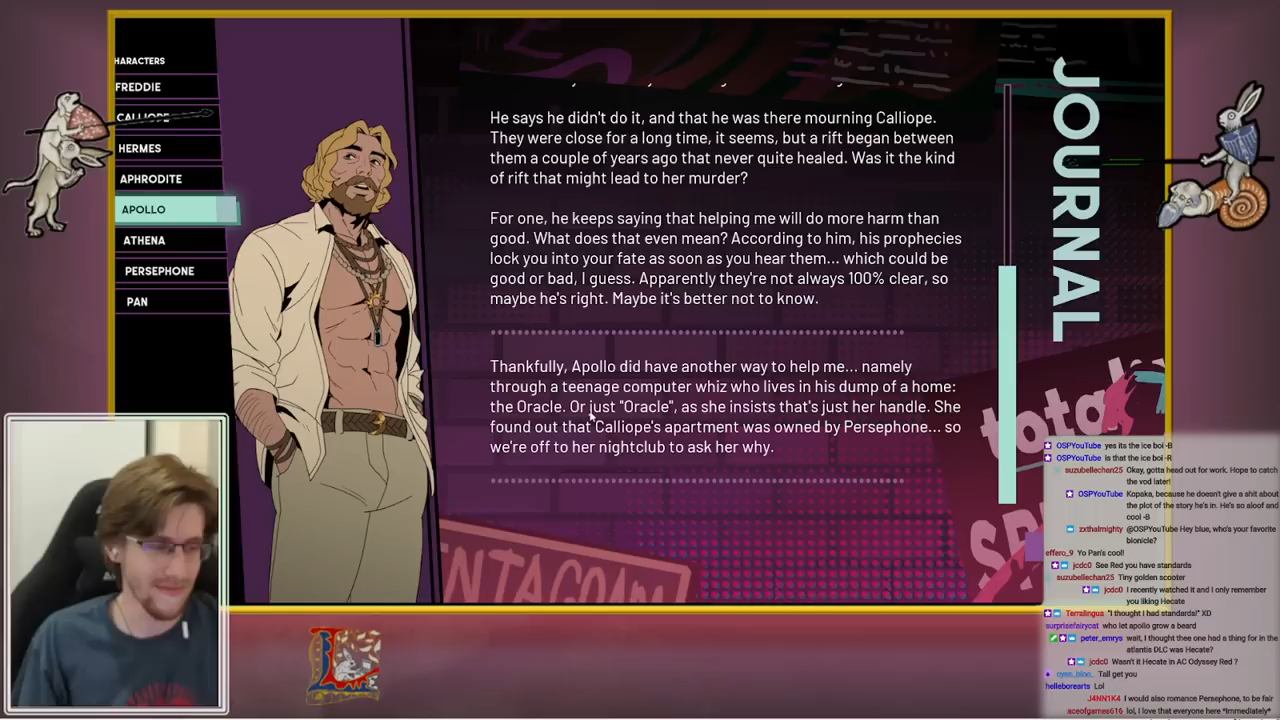 HARACTERS
FREDDIE
CALLIOPE
HERMES
APHRODITE
APOLLO
ATHENA
PERSEPHONE
PAN
He says he didn't do it, and that he was there mourning Calliope.
They were close for a long time, it seems, but a rift began between
them a couple of years ago that never quite healed. Was it the kind
of rift that might lead to her murder?
For one, he keeps saying that helping me will do more harm than
good. What does that even mean? According to him, his prophecies
lock you into your fate as soon as you hear them... which could be
good or bad, I guess. Apparently they're not always 100% clear, so
maybe he's right. Maybe it's better not to know.
Thankfully, Apollo did have another way to help me... namely
through a teenage computer whiz who lives in his dump of a home:
the Oracle. Or just "Oracle", as she insists that's just her handle. She
found out that Calliope's apartment was owned by Persephone... so
we're off to her nightclub to ask her why.
JOURNAL
OSPYouTube yes its the ice boi -B
OSPYouTube is that the ice boi -R
suzubellechan25 Okay, gotta head out for work. Hope to catch
the vod later!
OSPYouTube Kopaka, because he doesn't give a shit about
the plot of the story he's in. He's so aloof and
cool -B
zxthalmighty @OSPYouTube Hey blue, who's your favorite
bionicle?
effero_9 Yo Pan's cool!
jcdc0 See Red you have standards
suzubellechan25 Tiny golden scooter
jcdc0 I recently watched it and I only remember
you liking Hecate
Terralingua "I thought I had standards!" XD
surprisefairycat who let apollo grow a beard
peter_emrys wait, I thought thee one had a thing for in the
atlantis DLC was Hecate?
jcdc0 Wasn't it Hecate in AC Odyssey Red ?
Tall get you
helleborearts Lol
J4NN1K4 I would also romance Persephone, to be fair
aceofgames616 lol, I love that everyone here *Immediately*